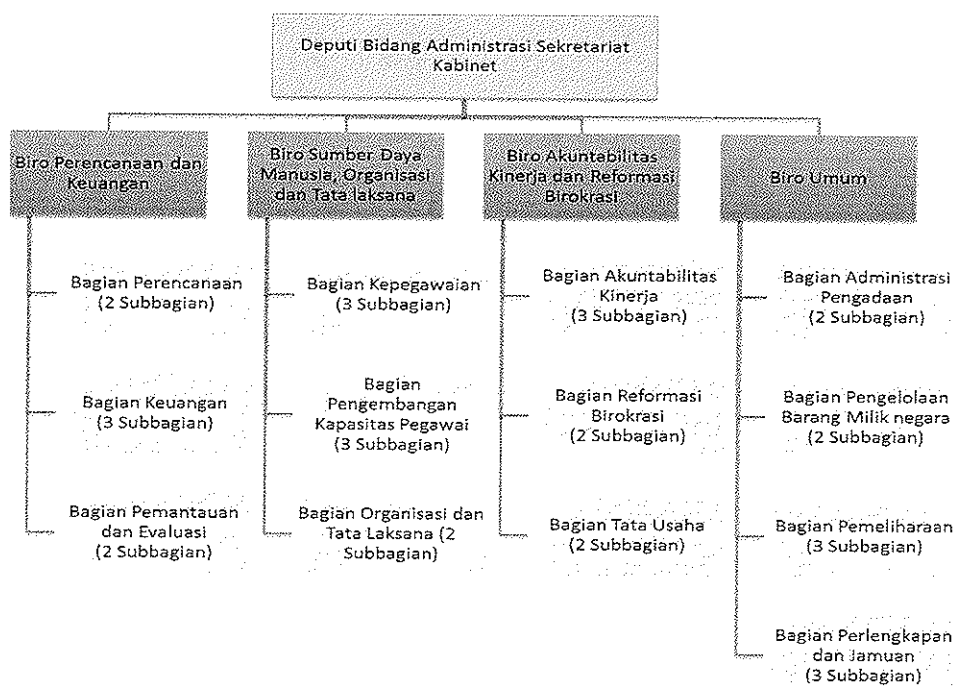 Deputi Bidang Administrasi Sekretariat
Kabinet
Biro Perencanaan dan
Keuangan
Biro Sumber Daya
Manusia, Organisasi
dan Tata laksana
Biro Akuntabilitas
Kinerja dan Reformasi
Birokrasi
Biro Umum
Bagian Perencanaan
(2 Subbagian)
Bagian Kepegawaian
(3 Subbagian)
Bagian Akuntabilitas
Kinerja
(3 Subbagian)
Bagian Administrasi
Pengadaan
(2 Subbagian)
Bagian Keuangan
(3 Subbagian)
Bagian
Pengembangan
Kapasitas Pegawai
(3 Subbagian)
Bagian Reformasi
Birokrasi
(2 Subbagian)
Bagian Pengelolaan
Barang Milik negara
(2 Subbagian)
Bagian Pemantauan
dan Evaluasi
(2 Subbagian)
Bagian Organisasi dan
Tata Laksana (2
Subbagian)
Bagian Tata Usaha
(2 Subbagian)
Bagian Pemeliharaan
(3 Subbagian)
Bagian Perlengkapan
dan Jamuan
(3 Subbagian)